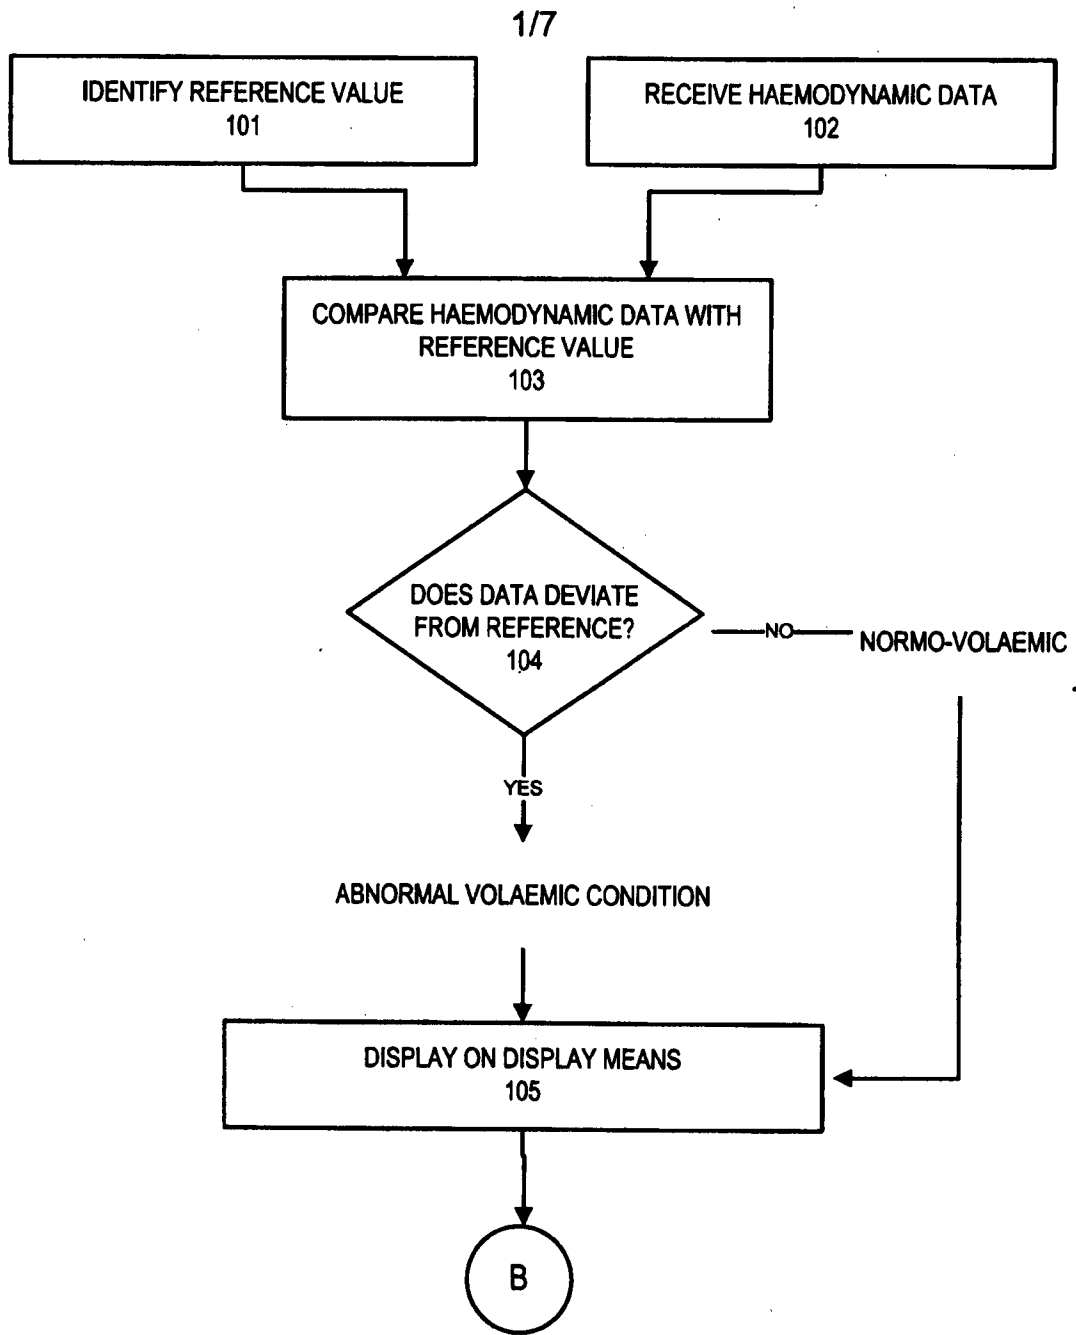 1/7
IDENTIFY REFERENCE VALUE
101
RECEIVE HAEMODYNAMIC DATA
102
COMPARE HAEMODYNAMIC DATA WITH
REFERENCE VALUE
103
DOES DATA DEVIATE
FROM REFERENCE?
104
NO
NORMO-VOLAEMIC
YES
ABNORMAL VOLAEMIC CONDITION
DISPLAY ON DISPLAY MEANS
105
B